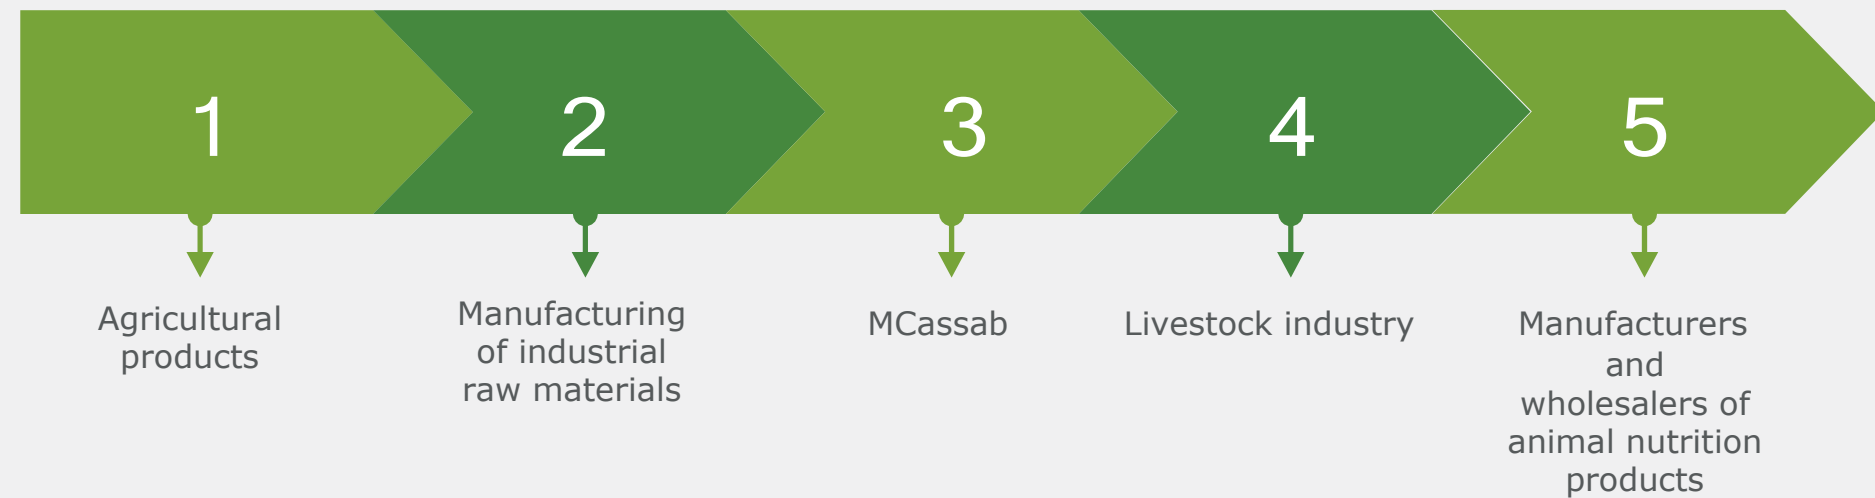 1
2
3
4
5
Agricultural
products
Manufacturing
of industrial
raw materials
MCassab
Livestock industry
Manufacturers
and
wholesalers of
animal nutrition
products